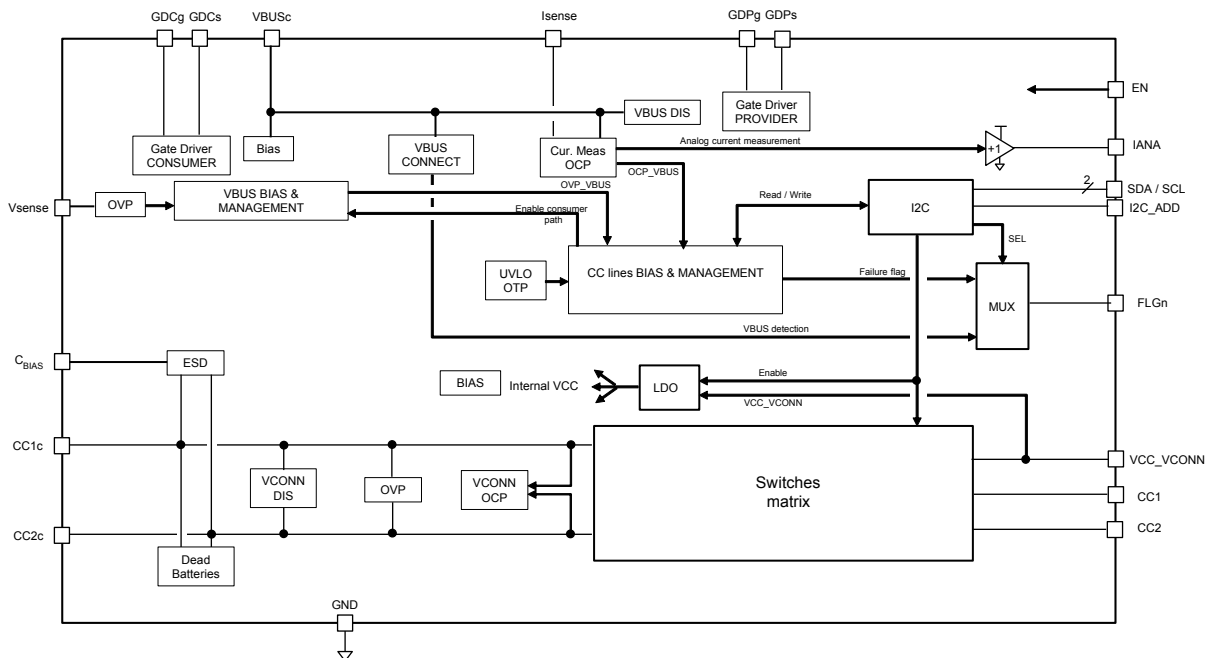 GDCg GDCs VBUSc Isense GDPg GDPs
EN
VBUS DIS
Gate Driver
PROVIDER
Gate Driver
CONSUMER
Bias
VBUS
CONNECT
Cur. Meas
OCP
Analog current measurement
+1
IANA
OVP_VBUS
OCP_VBUS
Vsense
OVP
VBUS BIAS &
MANAGEMENT
Enable consumer
path
Read / Write
I2C
2
SDA / SCL
I2C_ADD
SEL
UVLO
OTP
CC lines BIAS & MANAGEMENT
Failure flag
MUX
FLGn
VBUS detection
CBIAS
ESD
BIAS
Internal VCC
LDO
Enable
VCC_VCONN
CC1c
VCONN
DIS
OVP
VCONN
OCP
Switches
matrix
VCC_VCONN
CC1
CC2
CC2c
Dead
Batteries
GND